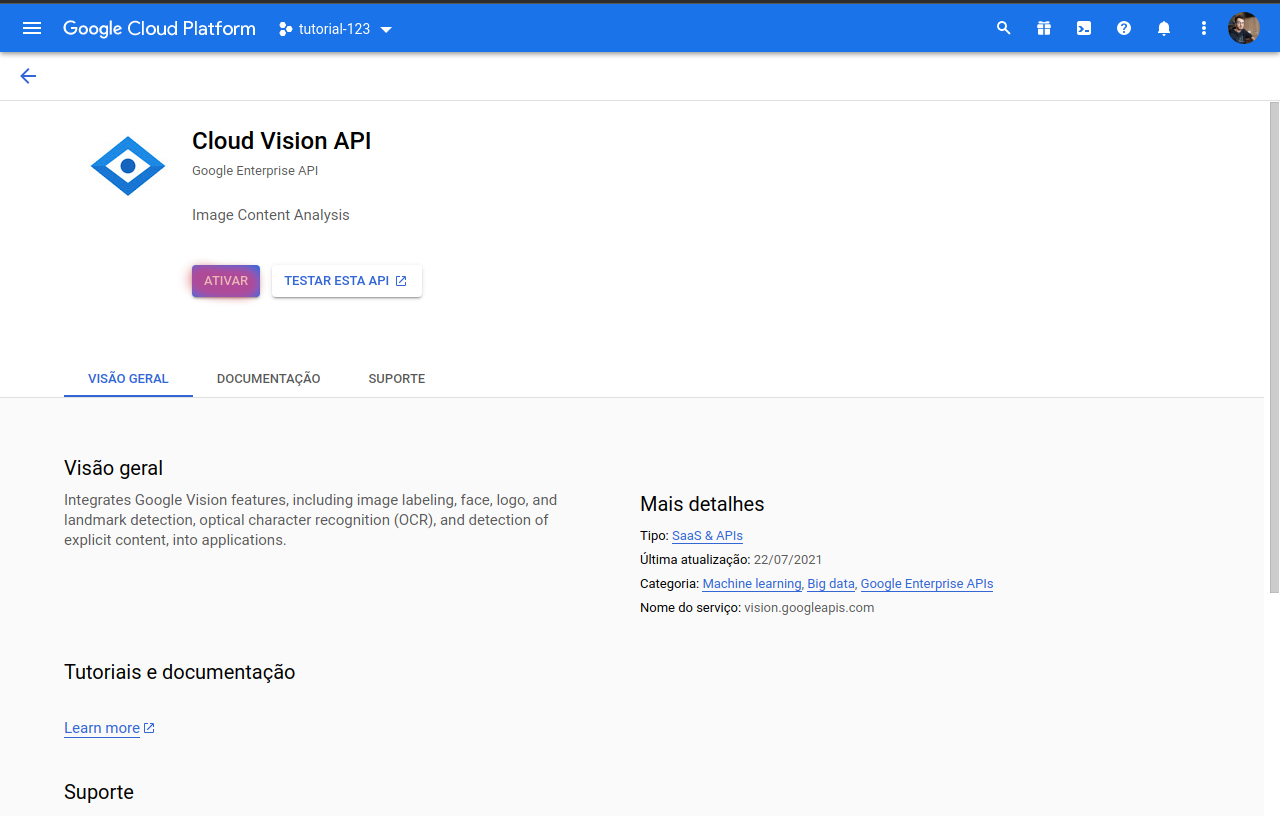 Google Cloud Platform tutorial-123
Cloud Vision API
Google Enterprise API
Image Content Analysis
ATIVAR TESTAR ESTA API
VISÃO GERAL DOCUMENTAÇÃO SUPORTE
Visão geral
Integrates Google Vision features, including image labeling, face, logo, and
landmark detection, optical character recognition (OCR), and detection of
explicit content, into applications.
Mais detalhes
Tipo: SaaS & APIs
Última atualização: 22/07/2021
Categoria: Machine learning, Big data, Google Enterprise APIs
Nome do serviço: vision.googleapis.com
Tutoriais e documentação
Learn more
Suporte